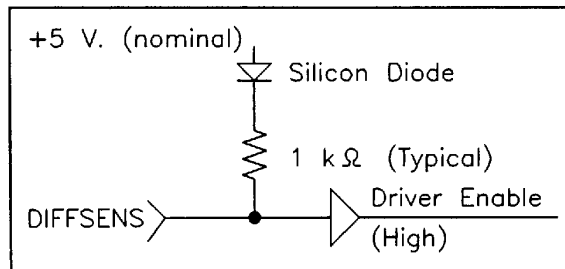 +5 V. (nominal)
Silicon Diode
1 kΩ (Typical)
DIFFSENS
Driver Enable
(High)